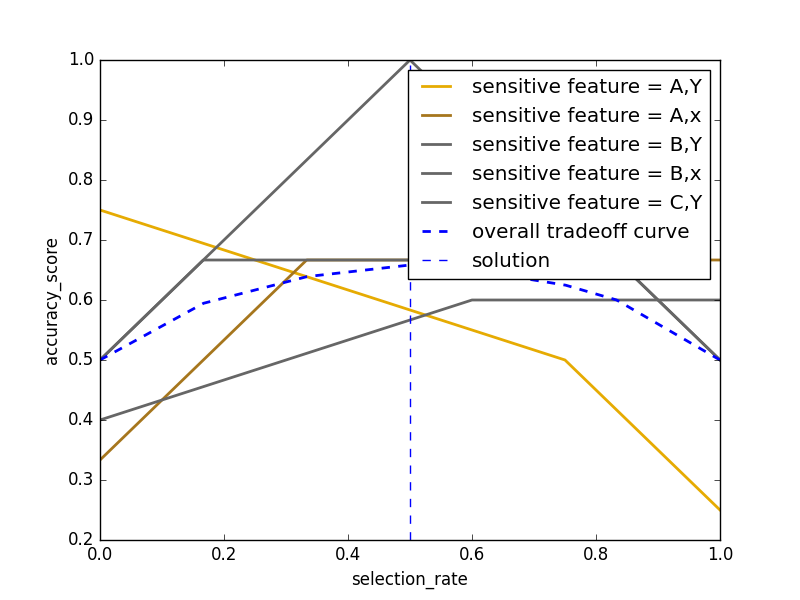 1.0
0.9
0.8
0.7
0.6
0.5
0.4
0.3
0.2
accuracy_score
sensitive feature = A,Y
sensitive feature = A,x
sensitive feature = B,Y
sensitive feature = B,x
sensitive feature = C,Y
overall tradeoff curve
solution
0.0 0.2 0.4 0.6 0.8 1.0
selection_rate